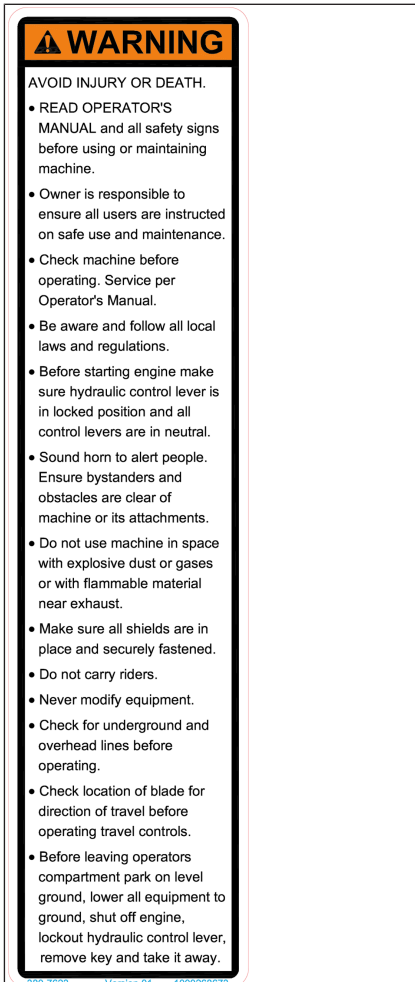 WARNING
AVOID INJURY OR DEATH.
• READ OPERATOR'S
MANUAL and all safety signs
before using or maintaining
machine.
• Owner is responsible to
ensure all users are instructed
on safe use and maintenance.
• Check machine before
operating. Service per
Operator's Manual.
• Be aware and follow all local
laws and regulations.
• Before starting engine make
sure hydraulic control lever is
in locked position and all
control levers are in neutral.
• Sound horn to alert people.
Ensure bystanders and
obstacles are clear of
machine or its attachments.
• Do not use machine in space
with explosive dust or gases
or with flammable material
near exhaust.
• Make sure all shields are in
place and securely fastened.
• Do not carry riders.
• Never modify equipment.
• Check for underground and
overhead lines before
operating.
• Check location of blade for
direction of travel before
operating travel controls.
• Before leaving operators
compartment park on level
ground, lower all equipment to
ground, shut off engine,
lockout hydraulic control lever,
remove key and take it away.